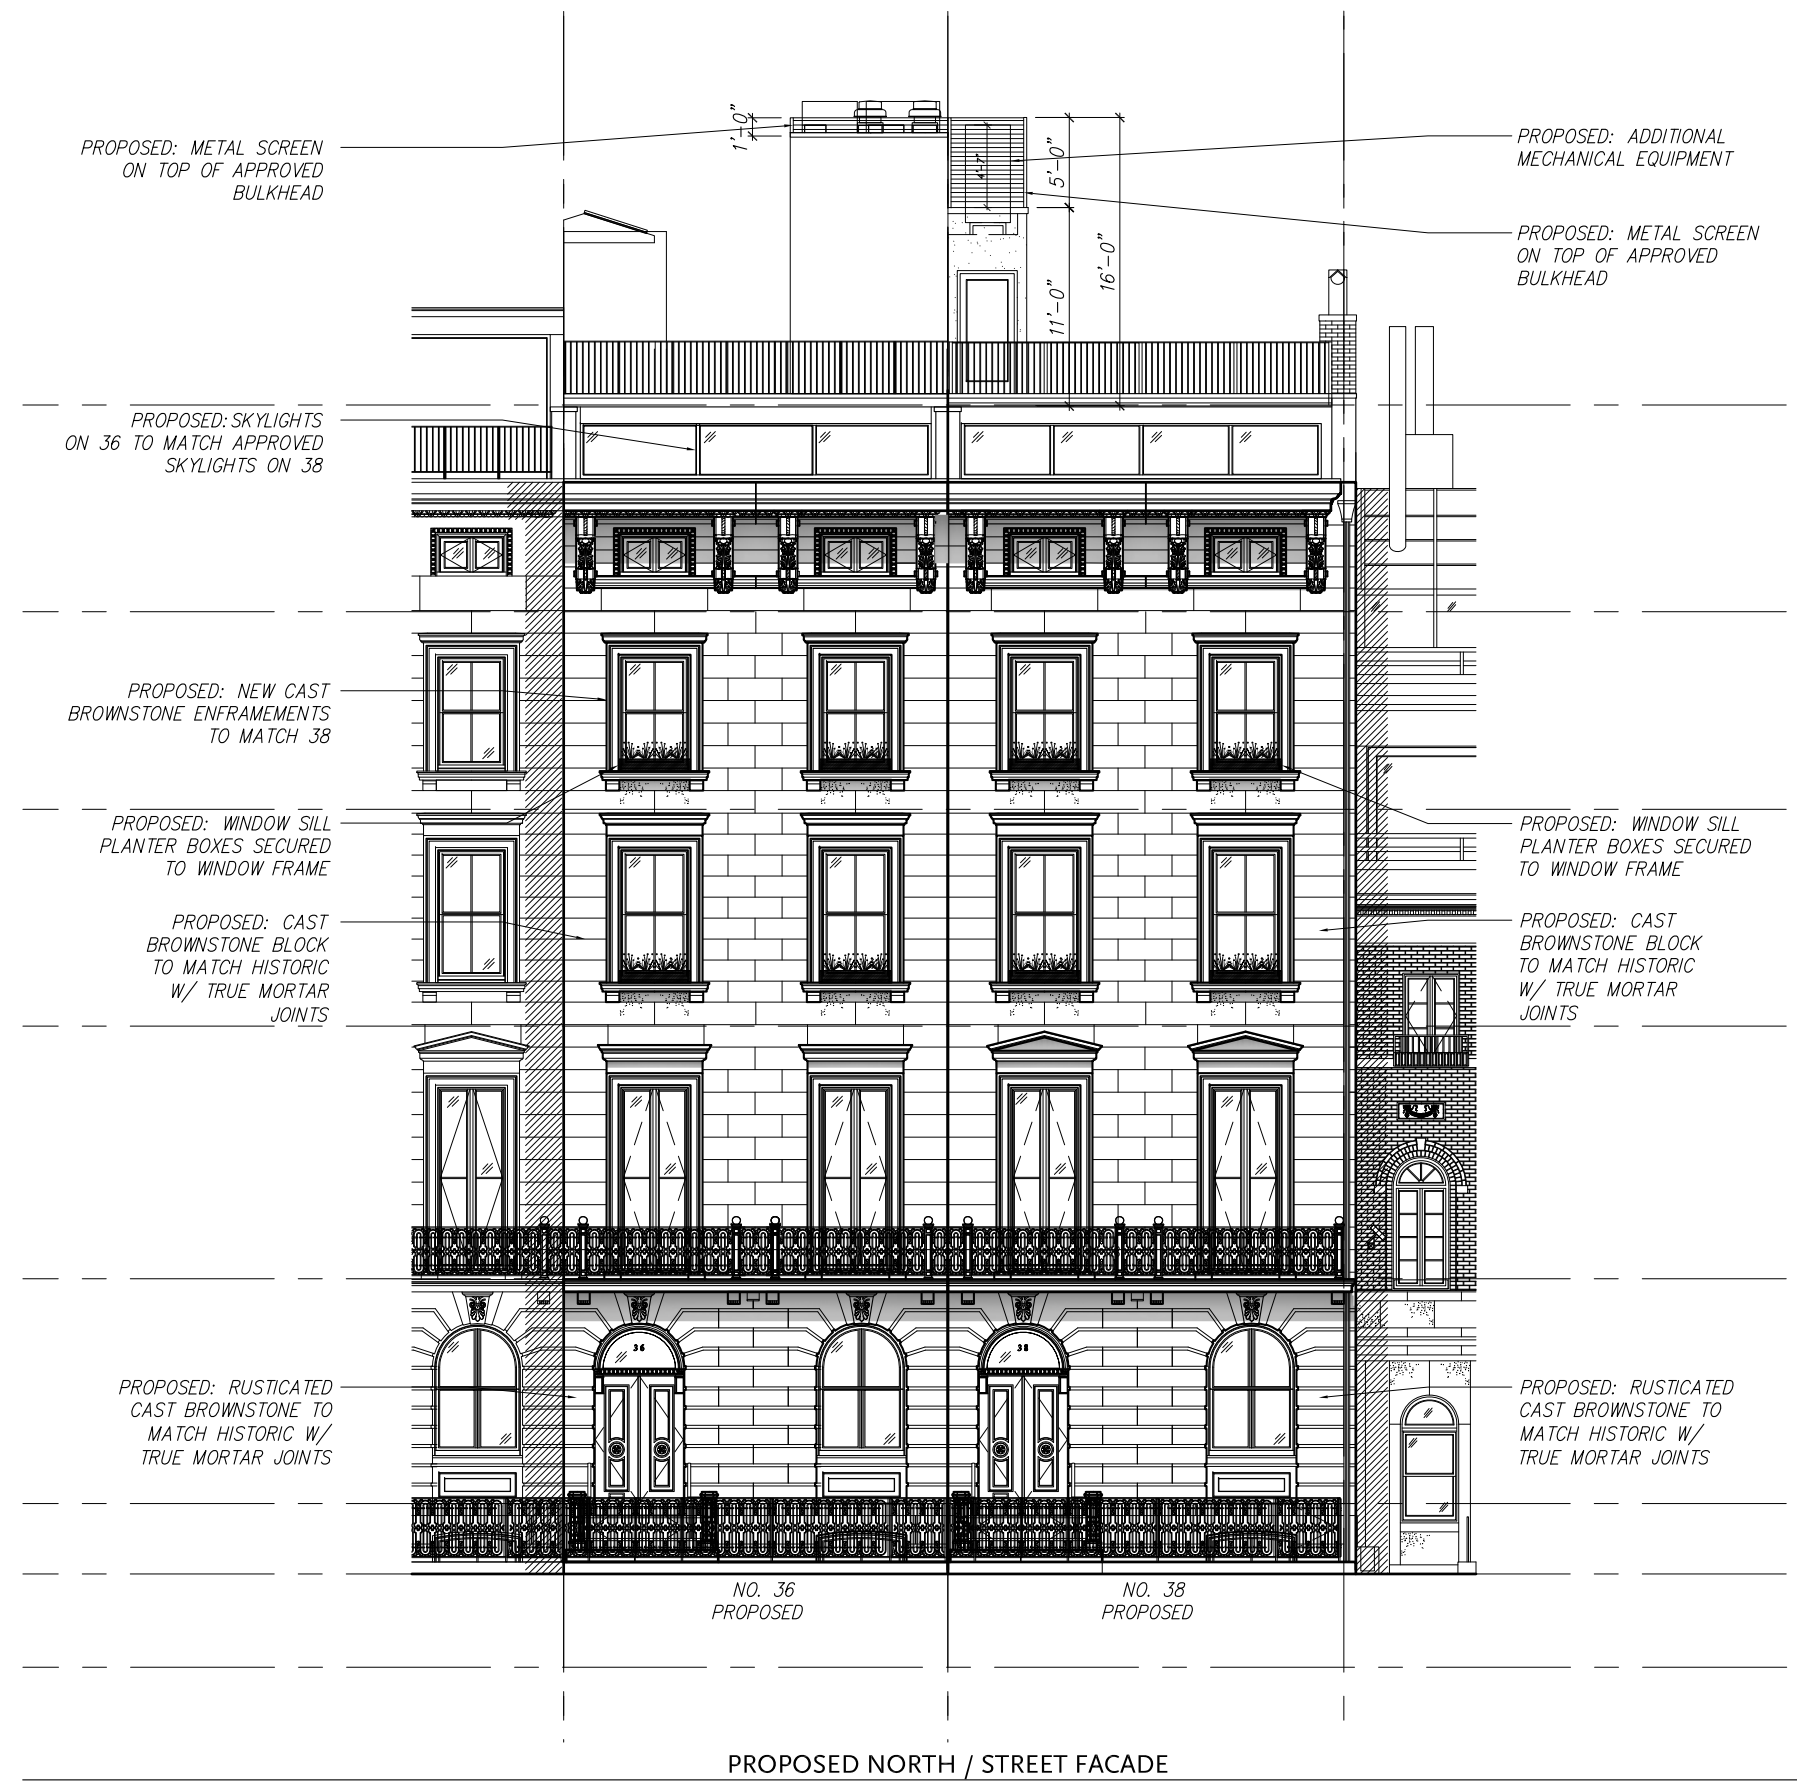 1'-0"
PROPOSED: METAL SCREEN
ON TOP OF APPROVED
BULKHEAD
4'-7"
5'-0"
16'-0"
11'-0"
PROPOSED: ADDITIONAL
MECHANICAL EQUIPMENT
PROPOSED: METAL SCREEN
ON TOP OF APPROVED
BULKHEAD
PROPOSED: SKYLIGHTS
ON 36 TO MATCH APPROVED
SKYLIGHTS ON 38
PROPOSED: NEW CAST
BROWNSTONE ENFRAMEMENTS
TO MATCH 38
PROPOSED: WINDOW SILL
PLANTER BOXES SECURED
TO WINDOW FRAME
PROPOSED: WINDOW SILL
PLANTER BOXES SECURED
TO WINDOW FRAME
PROPOSED: CAST
BROWNSTONE BLOCK
TO MATCH HISTORIC
W/ TRUE MORTAR
JOINTS
PROPOSED: CAST
BROWNSTONE BLOCK
TO MATCH HISTORIC
W/ TRUE MORTAR
JOINTS
36
38
PROPOSED: RUSTICATED
CAST BROWNSTONE TO
MATCH HISTORIC W/
TRUE MORTAR JOINTS
PROPOSED: RUSTICATED
CAST BROWNSTONE TO
MATCH HISTORIC W/
TRUE MORTAR JOINTS
NO. 36
PROPOSED
NO. 38
PROPOSED
PROPOSED NORTH / STREET FACADE